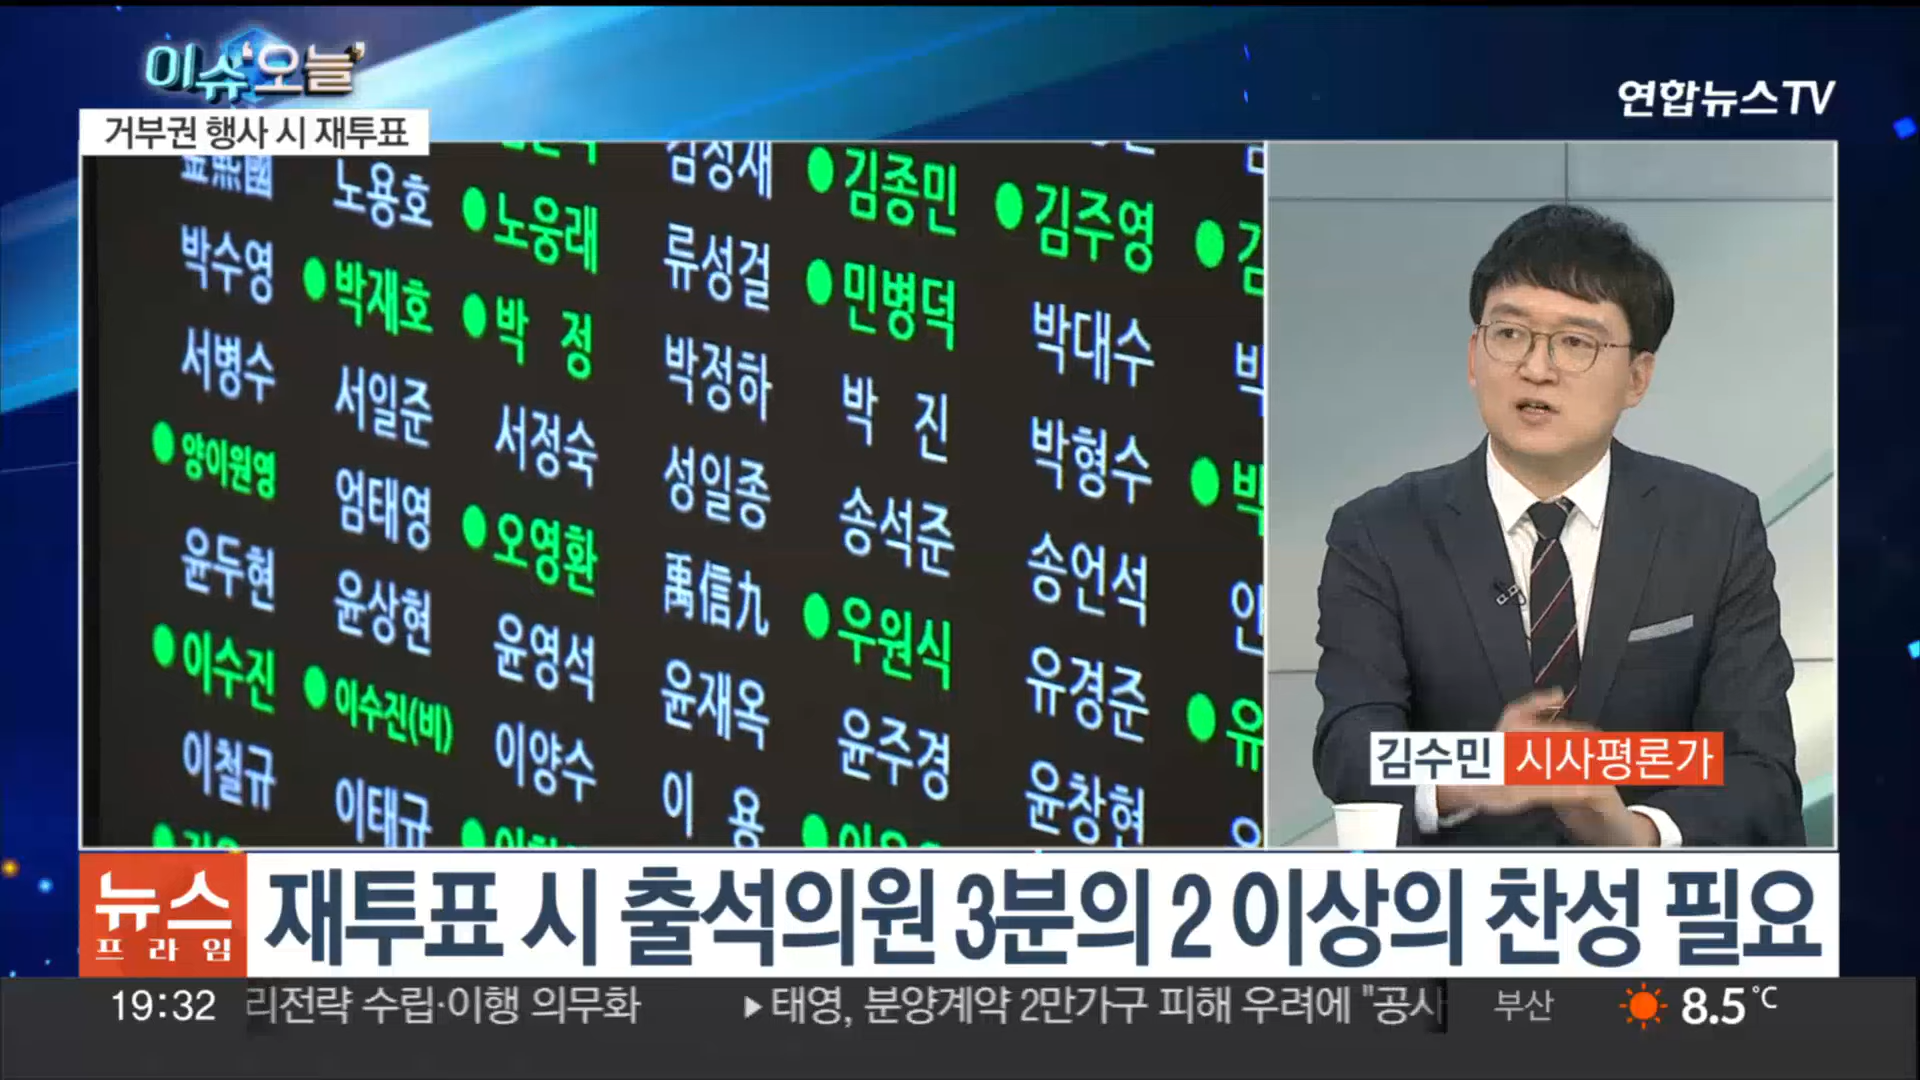 이슈 '오늘'
연합뉴스TV
거부권 행사 시 재투표
金熙國 노용호 ● 노웅래 김정재 ● 김종민 ● 김주영
박수영 ● 박재호 ● 박 정 류성걸 ● 민병덕 박대수
서병수 서일준 서정숙 박정하 박 진 박형수
● 양이원영 엄태영 ● 오영환 성일종 송석준 송언석
윤두현 윤상현 윤영석 禹信九 ● 우원식 유경준
● 이수진 ● 이수진(비) 이양수 윤재옥 윤주경 윤창현
이철규 이태규 이 용
김수민 시사평론가
뉴스
프라임
재투표 시 출석의원 3분의 2 이상의 찬성 필요
19:32 리전략 수립·이행 의무화 ▶태영, 분양계약 2만가구 피해 우려에 "공사 부산 8.5℃